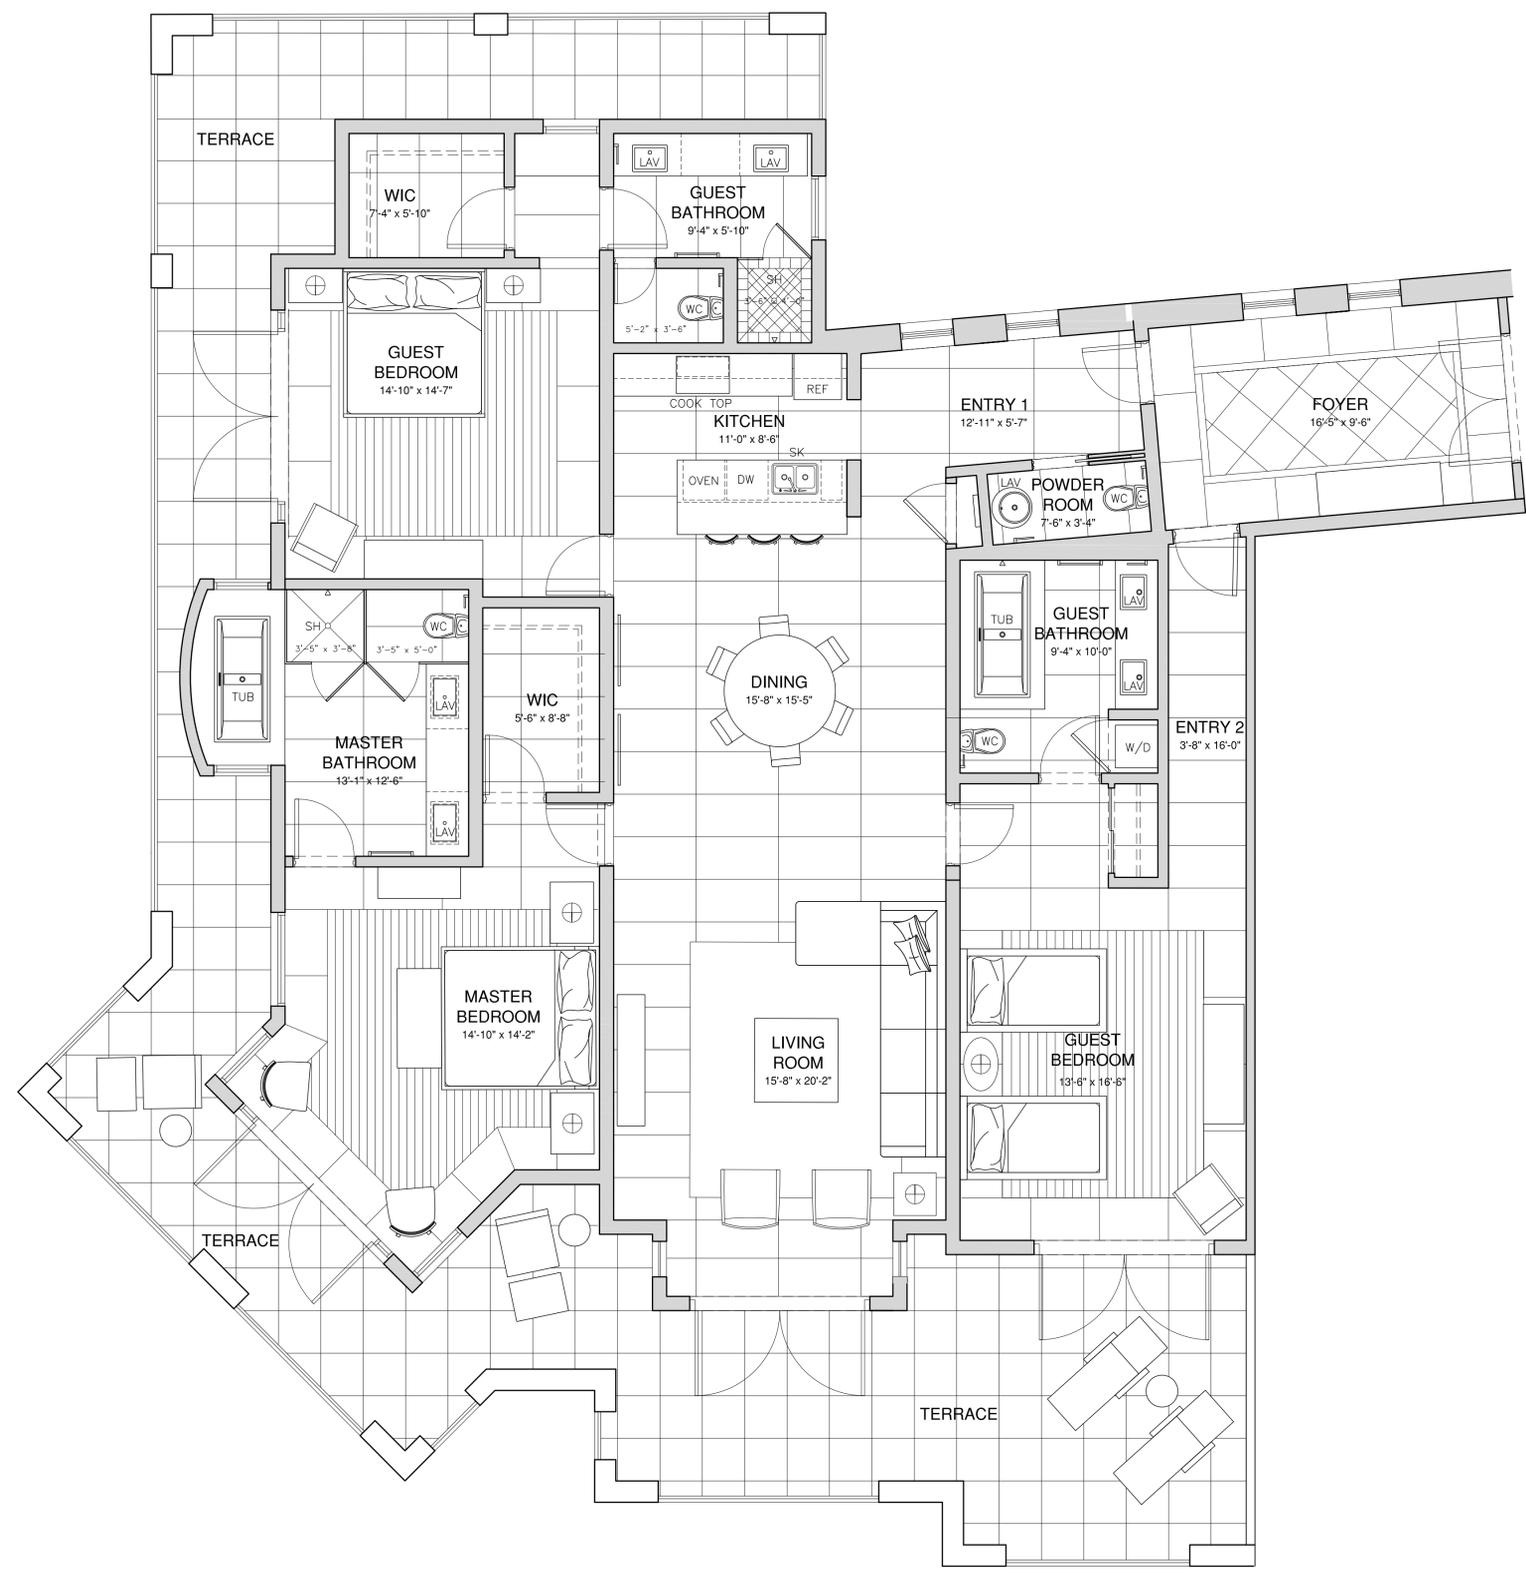 TERRACE
WIC
7'-4" x 5'-10"
LAV
LAV
GUEST
BATHROOM
9'-4" x 5'-10"
SH
3'-6" x 4'-0"
WC
5'-2" x 3'-6"
GUEST
BEDROOM
14'-10" x 14'-7"
COOK TOP
REF
KITCHEN
11'-0" x 8'-6"
SK
OVEN
DW
ENTRY 1
12'-11" x 5'-7"
FOYER
16'-5" x 9'-6"
LAV
POWDER
ROOM
7'-6" x 3'-4"
WC
SH
3'-5" x 3'-8"
WC
3'-5" x 5'-0"
TUB
LAV
MASTER
BATHROOM
13'-1" x 12'-6"
LAV
WIC
5'-6" x 8'-8"
DINING
15'-8" x 15'-5"
TUB
LAV
GUEST
BATHROOM
9'-4" x 10'-0"
LAV
WC
W/D
ENTRY 2
3'-8" x 16'-0"
MASTER
BEDROOM
14'-10" x 14'-2"
LIVING
ROOM
15'-8" x 20'-2"
GUEST
BEDROOM
13'-6" x 16'-6"
TERRACE
TERRACE